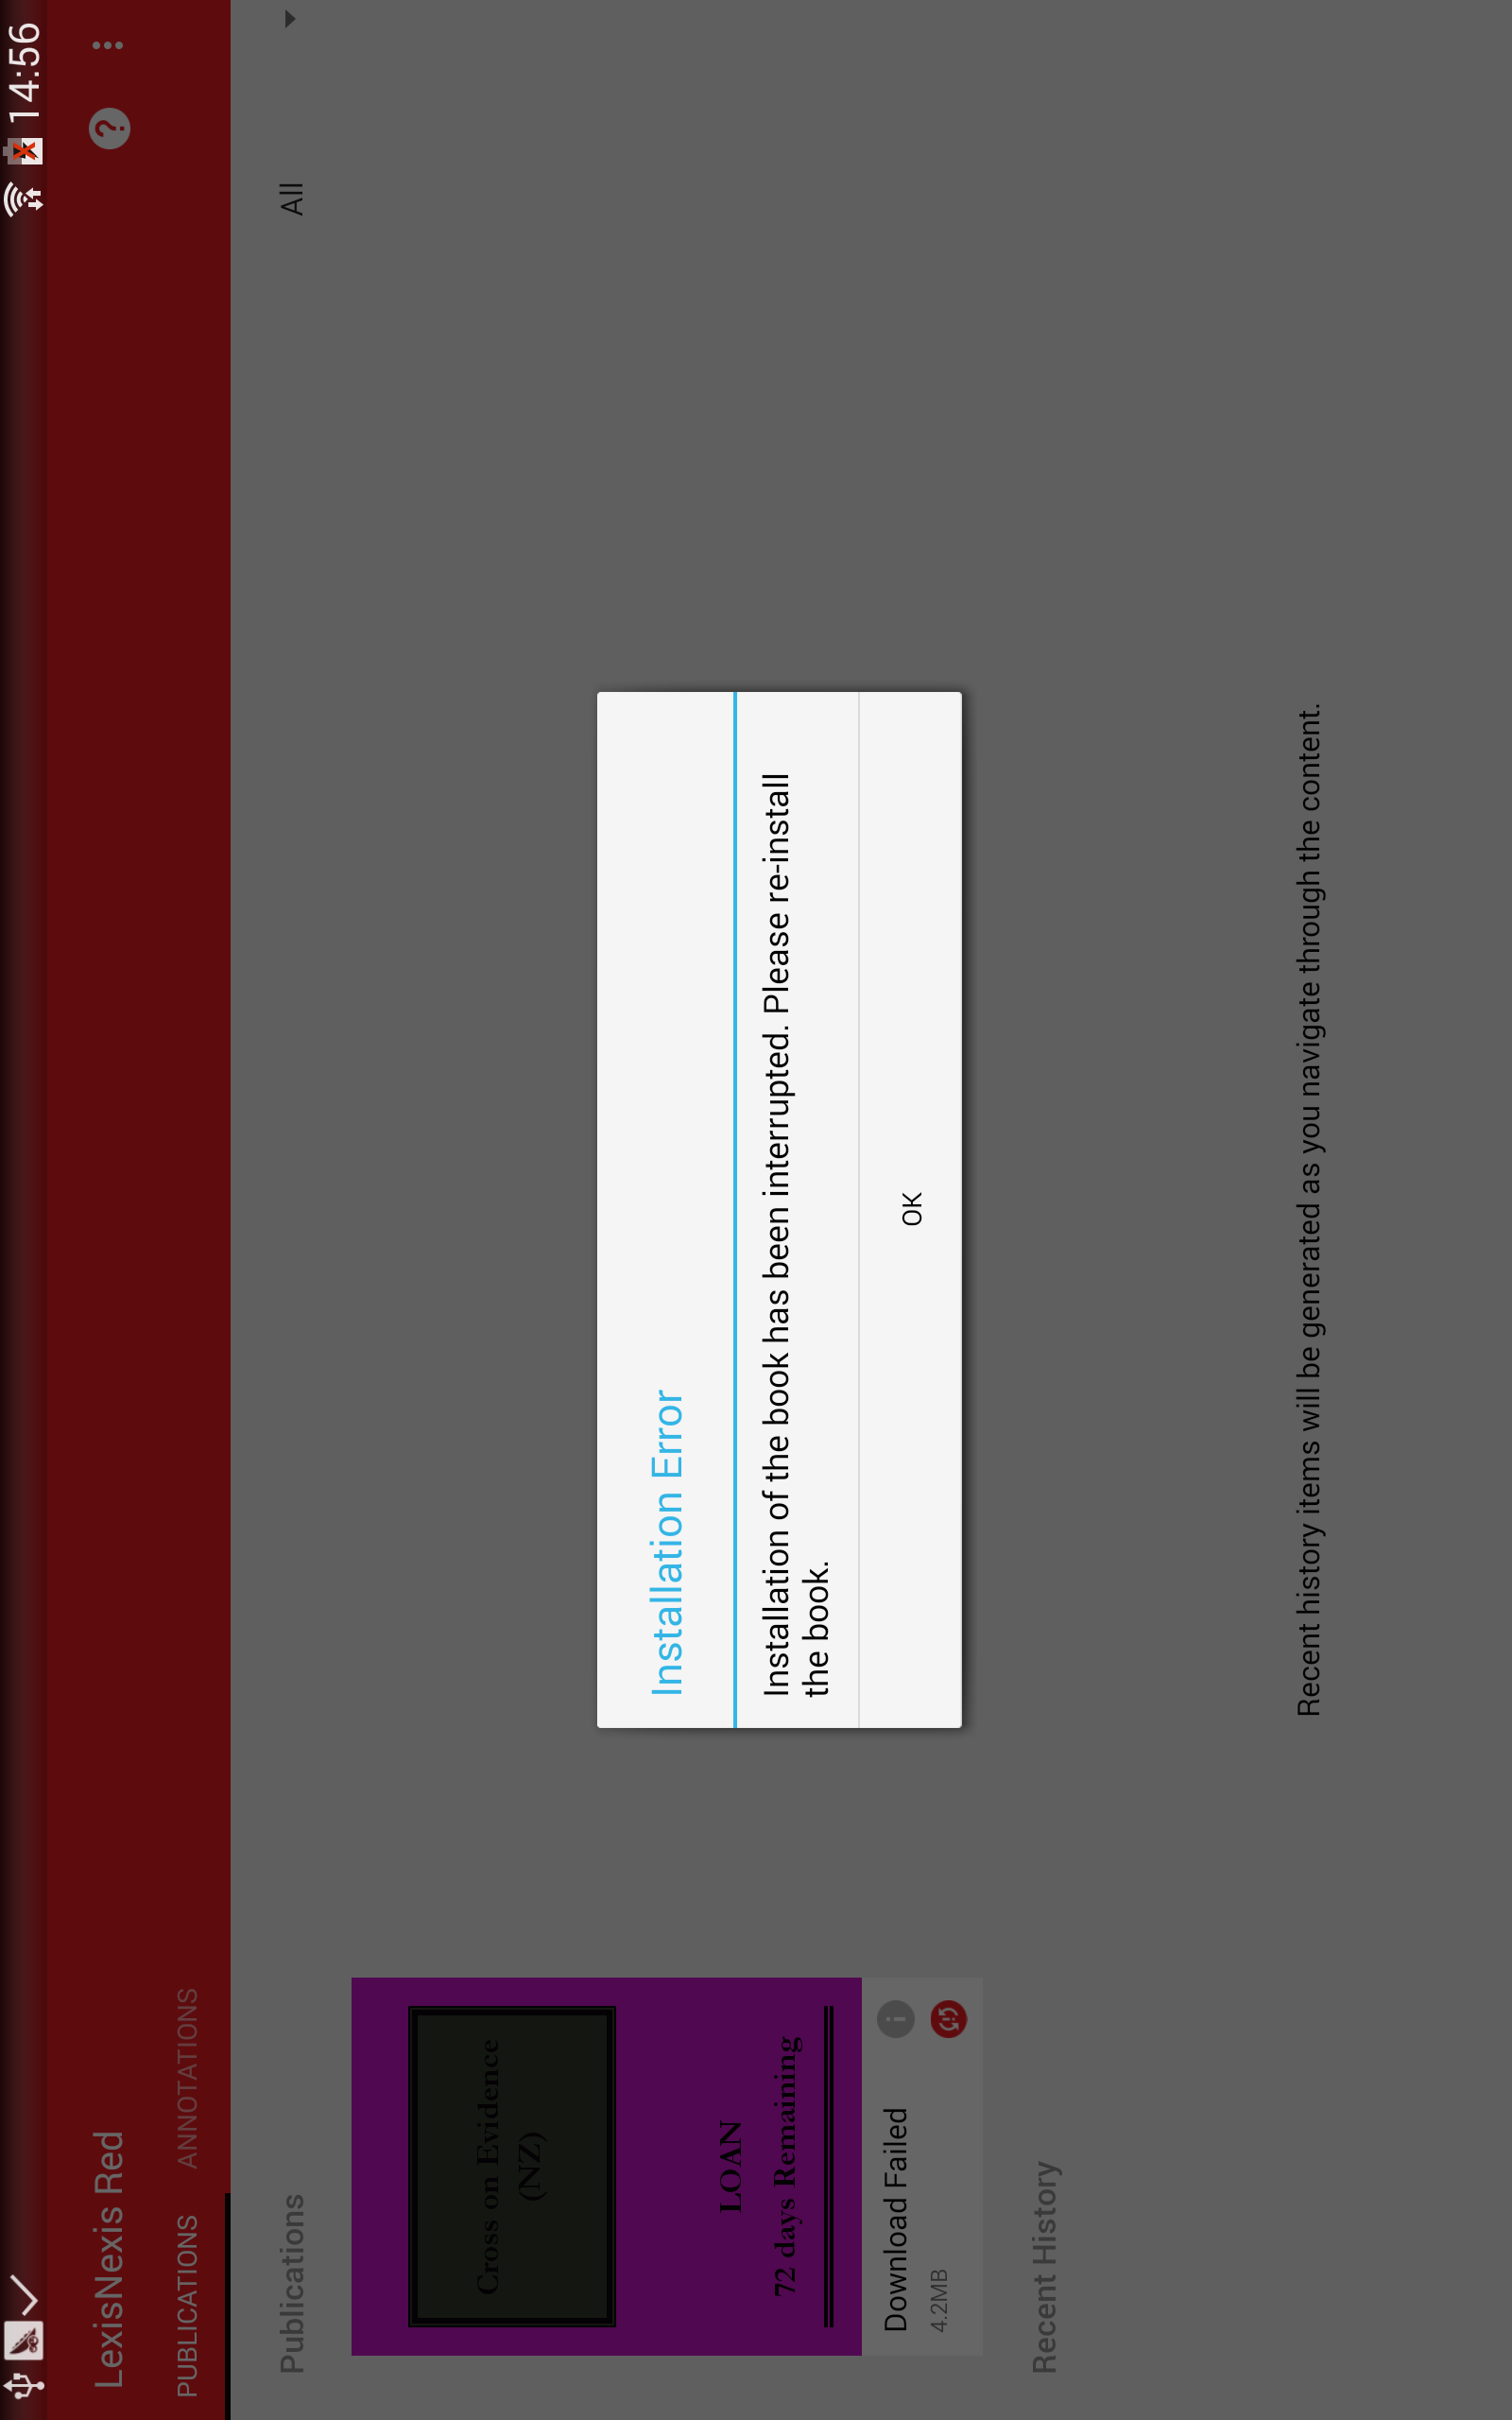 14:56
LexisNexis Red
PUBLICATIONS ANNOTATIONS
Publications
All
Cross on Evidence
(NZ)
LOAN
72 days Remaining
Download Failed
4.2MB
Installation Error
Installation of the book has been interrupted. Please re-install
the book.
OK
Recent History
Recent history items will be generated as you navigate through the content.